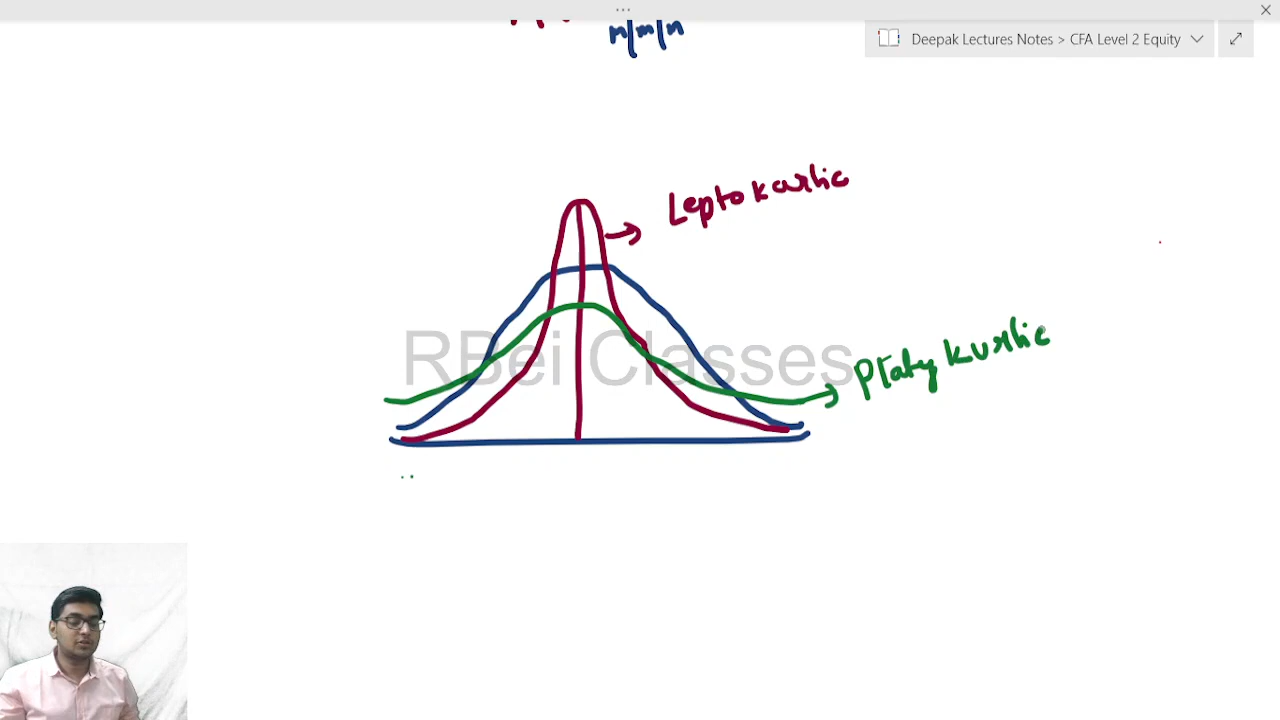 n/m/n
Deepak Lectures Notes > CFA Level 2 Equity
Leptokurtic
RBei Classes
Platykurtic